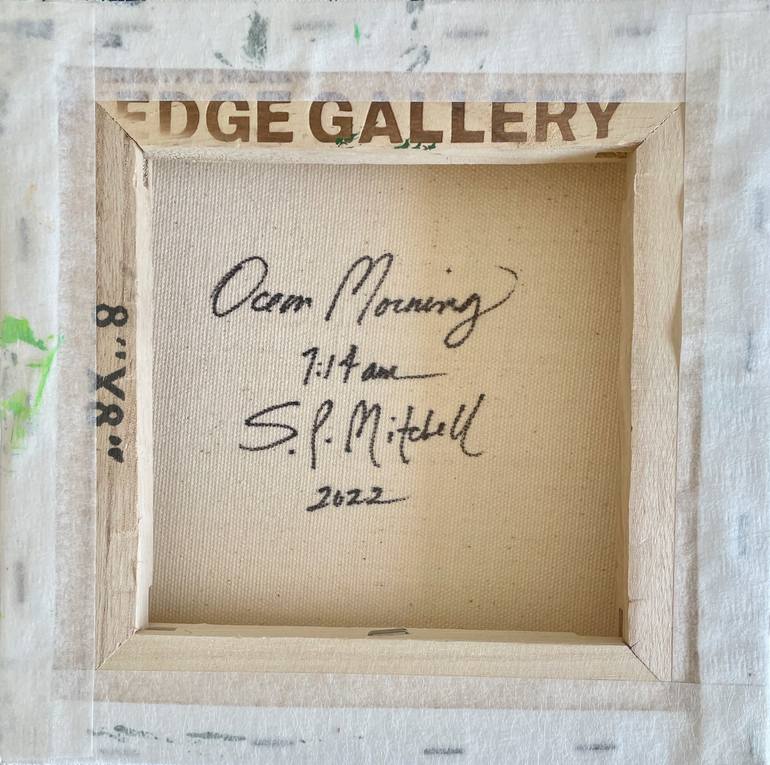 EDGE GALLERY
Ocean Morning
7:14 am
S.P. Mitchell
2022
8"X8"